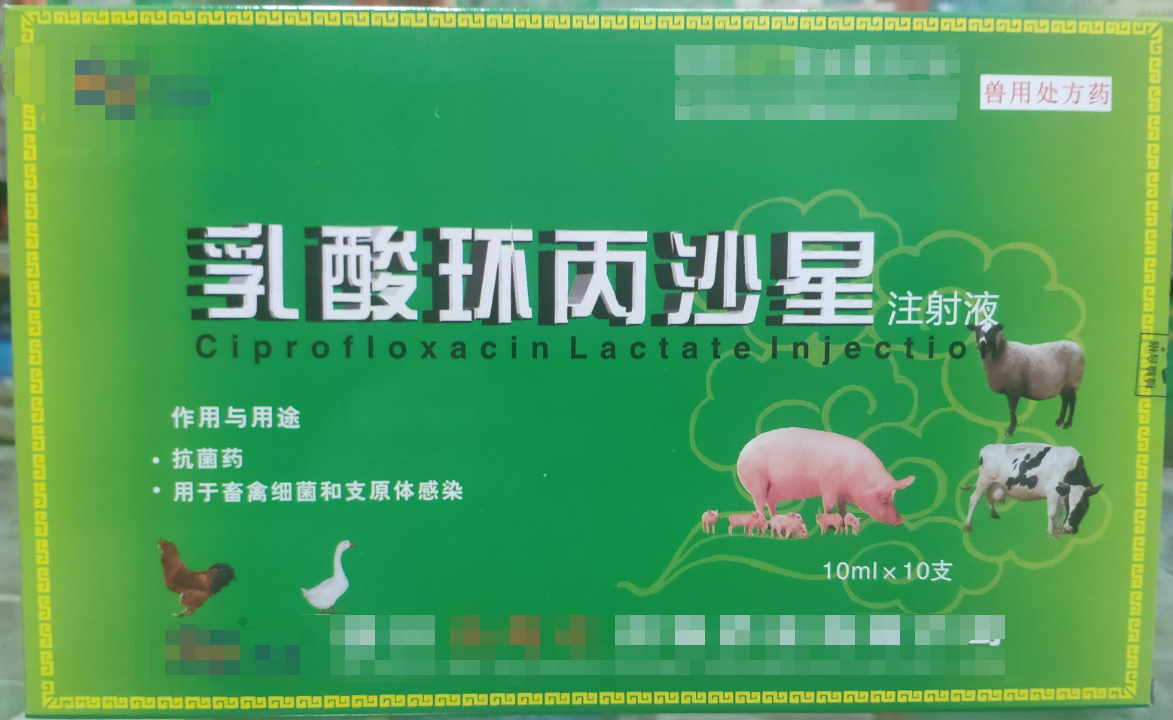 兽用处方药
乳酸环丙沙星注射液
Ciprofloxacin Lactate Injection
作用与用途
• 抗菌药
• 用于畜禽细菌和支原体感染
10ml×10支